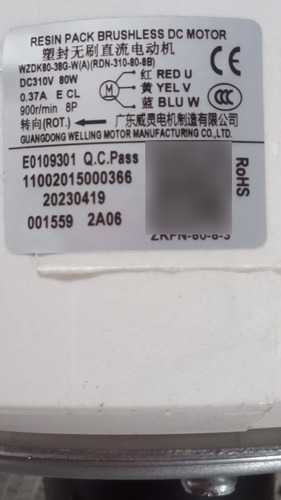 RESIN PACK BRUSHLESS DC MOTOR
塑封无刷直流电动机
WZDK80-38G-W(A)(RDN-310-80-8B)
DC310V 80W
0.37A E CL
900r/min 8P
M
红 RED U
黄 YEL V
蓝 BLU W
CE
CCC
转向(ROT.)
广东威灵电机制造有限公司
GUANGDONG WELLING MOTOR MANUFACTURING CO.,LTD.
E0109301 Q.C.Pass
11002015000366
20230419
001559 2A06
RoHS
ZKFN-80-8-3